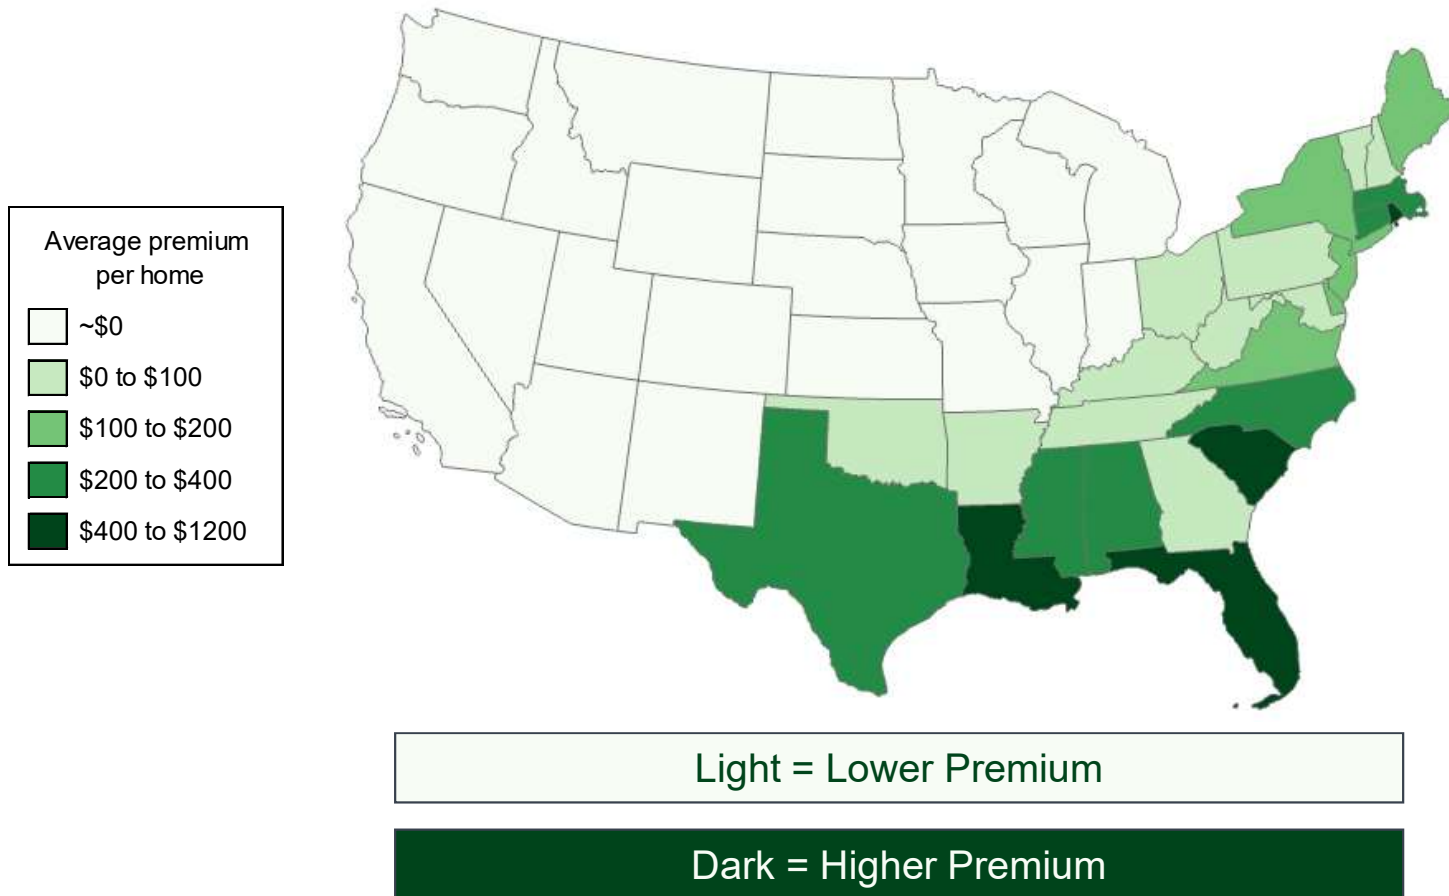 Average premium
per home
~$0
$0 to $100
$100 to $200
$200 to $400
$400 to $1200
Light = Lower Premium
Dark = Higher Premium